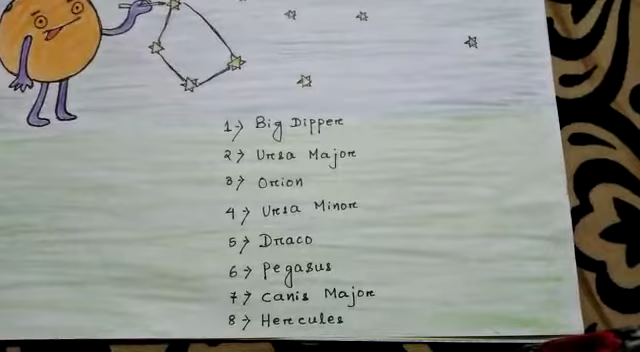 1> Big Dipper
2> Ursa Major
3> Orion
4> Ursa Minor
5> Draco
6> Pegasus
7> Canis Major
8> Hercules